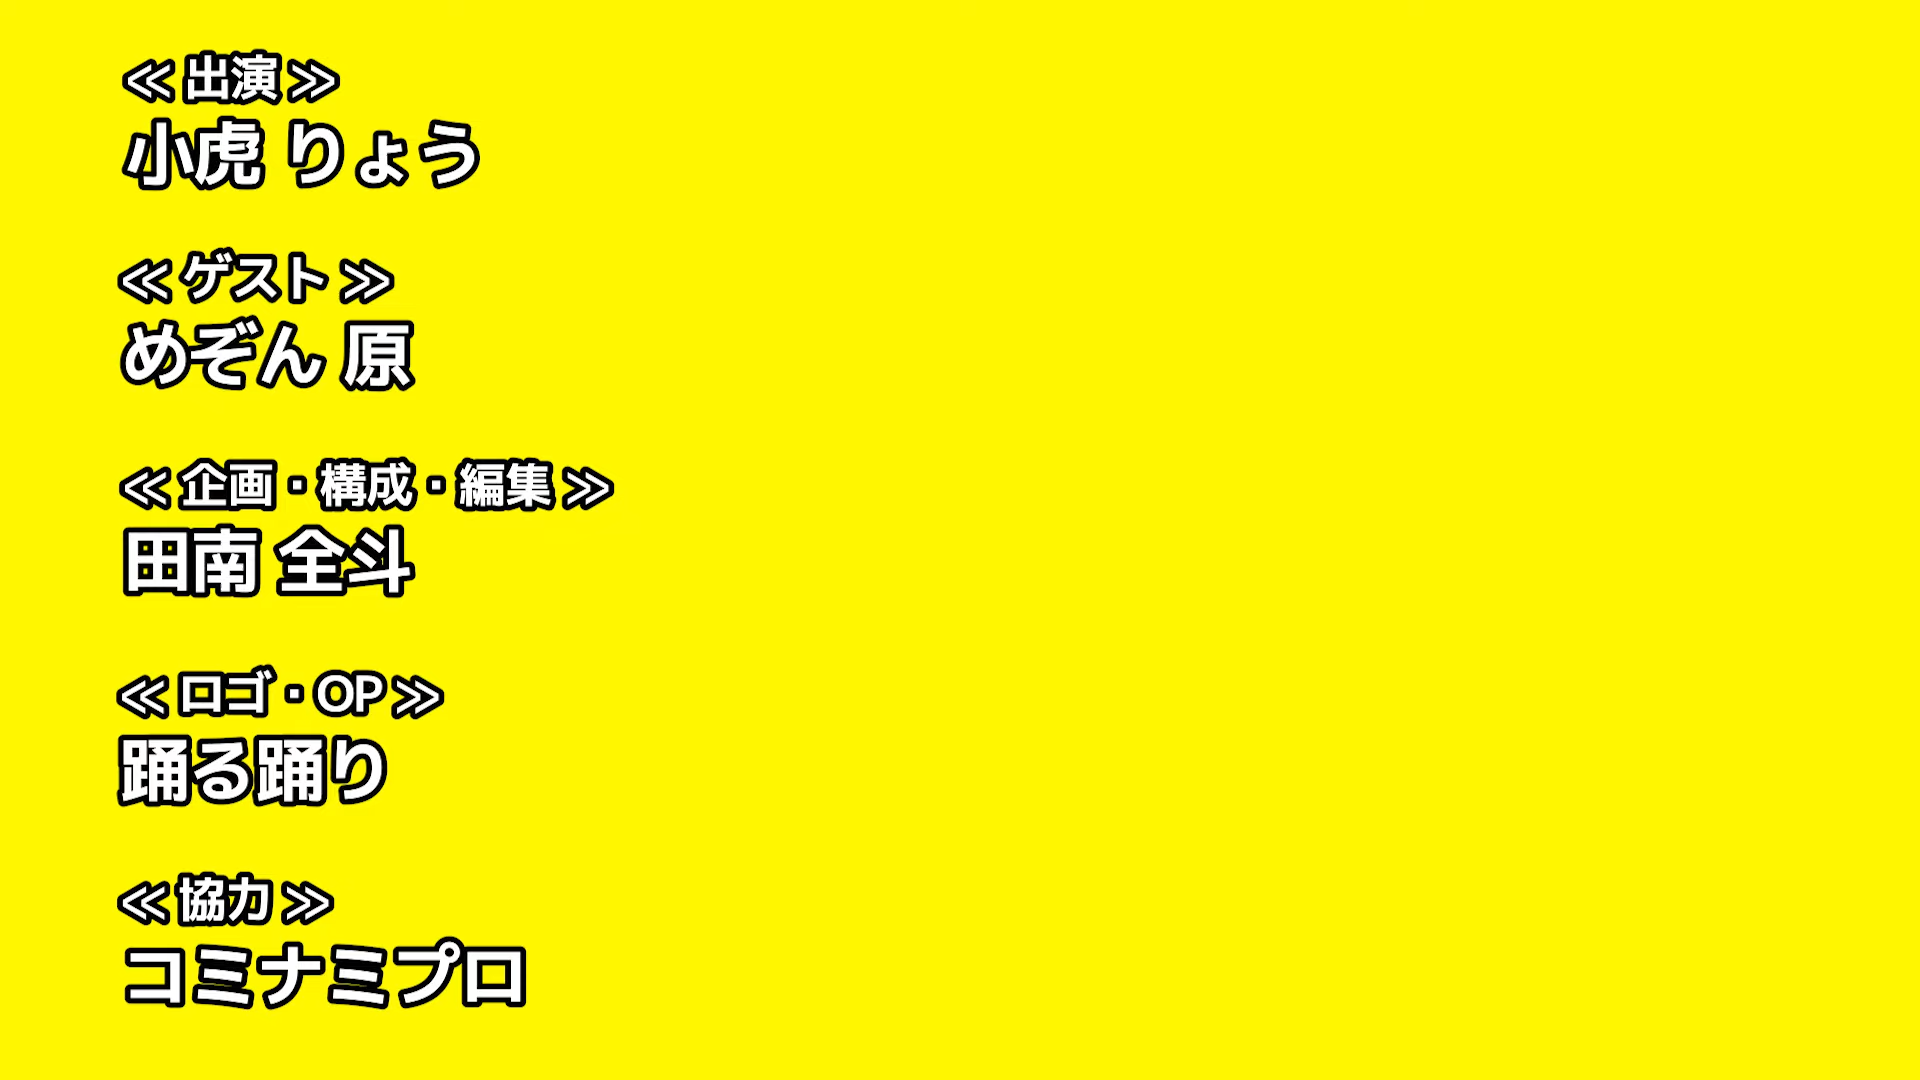 ≪ 出演 ≫
小虎 りょう
≪ ゲスト ≫
めぞん 原
≪ 企画・構成・編集 ≫
田南 全斗
≪ ロゴ・OP ≫
踊る踊り
≪ 協力 ≫
コミナミプロ